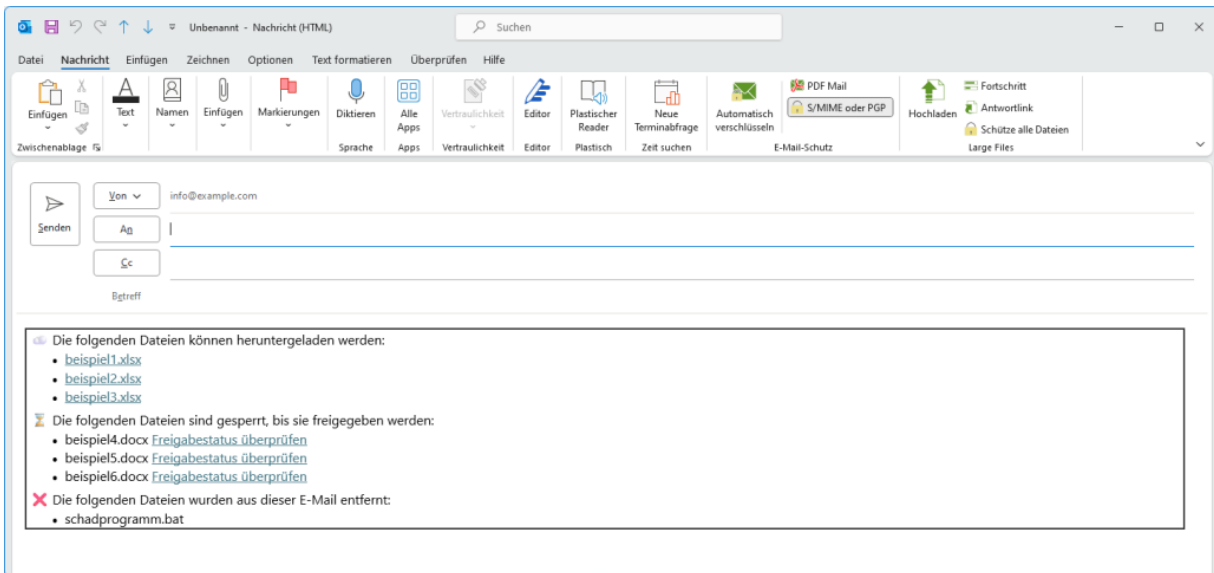 Unbenannt - Nachricht (HTML)
Suchen
Datei Nachricht Einfügen Zeichnen Optionen Text formatieren Überprüfen Hilfe
Einfügen
Text
Namen
Einfügen
Markierungen
Diktieren
Alle Apps
Vertraulichkeit
Editor
Plastischer Reader
Neue Terminabfrage
Automatisch verschlüsseln
PDF Mail
S/MIME oder PGP
Hochladen
Fortschritt
Antwortlink
Schütze alle Dateien
Zwischenablage Sprache Apps Vertraulichkeit Editor Plastisch Zeit suchen E-Mail-Schutz Large Files
Senden
Von info@example.com
An
Cc
Betreff
Die folgenden Dateien können heruntergeladen werden:
• beispiel1.xlsx
• beispiel2.xlsx
• beispiel3.xlsx
Die folgenden Dateien sind gesperrt, bis sie freigegeben werden:
• beispiel4.docx Freigabestatus überprüfen
• beispiel5.docx Freigabestatus überprüfen
• beispiel6.docx Freigabestatus überprüfen
Die folgenden Dateien wurden aus dieser E-Mail entfernt:
• schadprogramm.bat